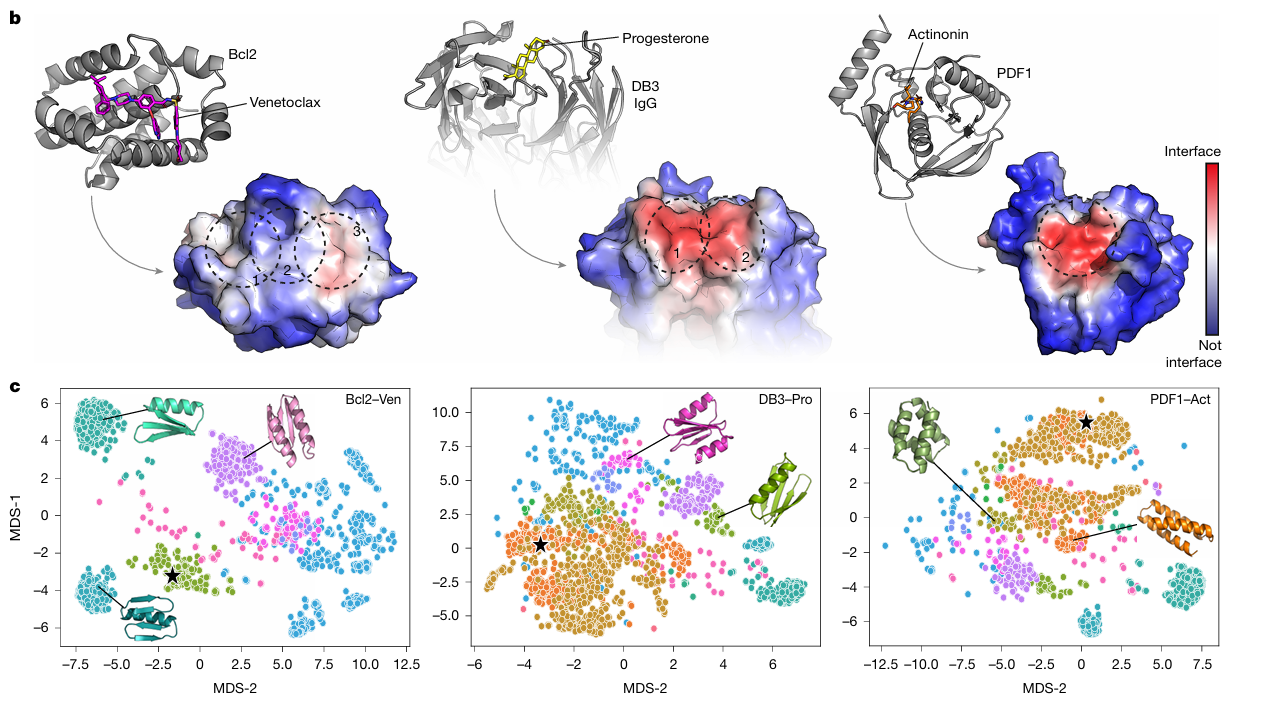 b
Bcl2
Venetoclax
1
2
3
Progesterone
DB3
IgG
1
2
Actinonin
PDF1
Interface
Not
interface
c
Bcl2–Ven
MDS-1
6
4
2
0
–2
–4
–6
–7.5 –5.0 –2.5 0 2.5 5.0 7.5 10.0 12.5
MDS-2
DB3–Pro
10.0
7.5
5.0
2.5
0
–2.5
–5.0
–6 –4 –2 0 2 4 6
MDS-2
PDF1–Act
6
4
2
0
–2
–4
–6
–12.5 –10.0 –7.5 –5.0 –2.5 0 2.5 5.0 7.5
MDS-2